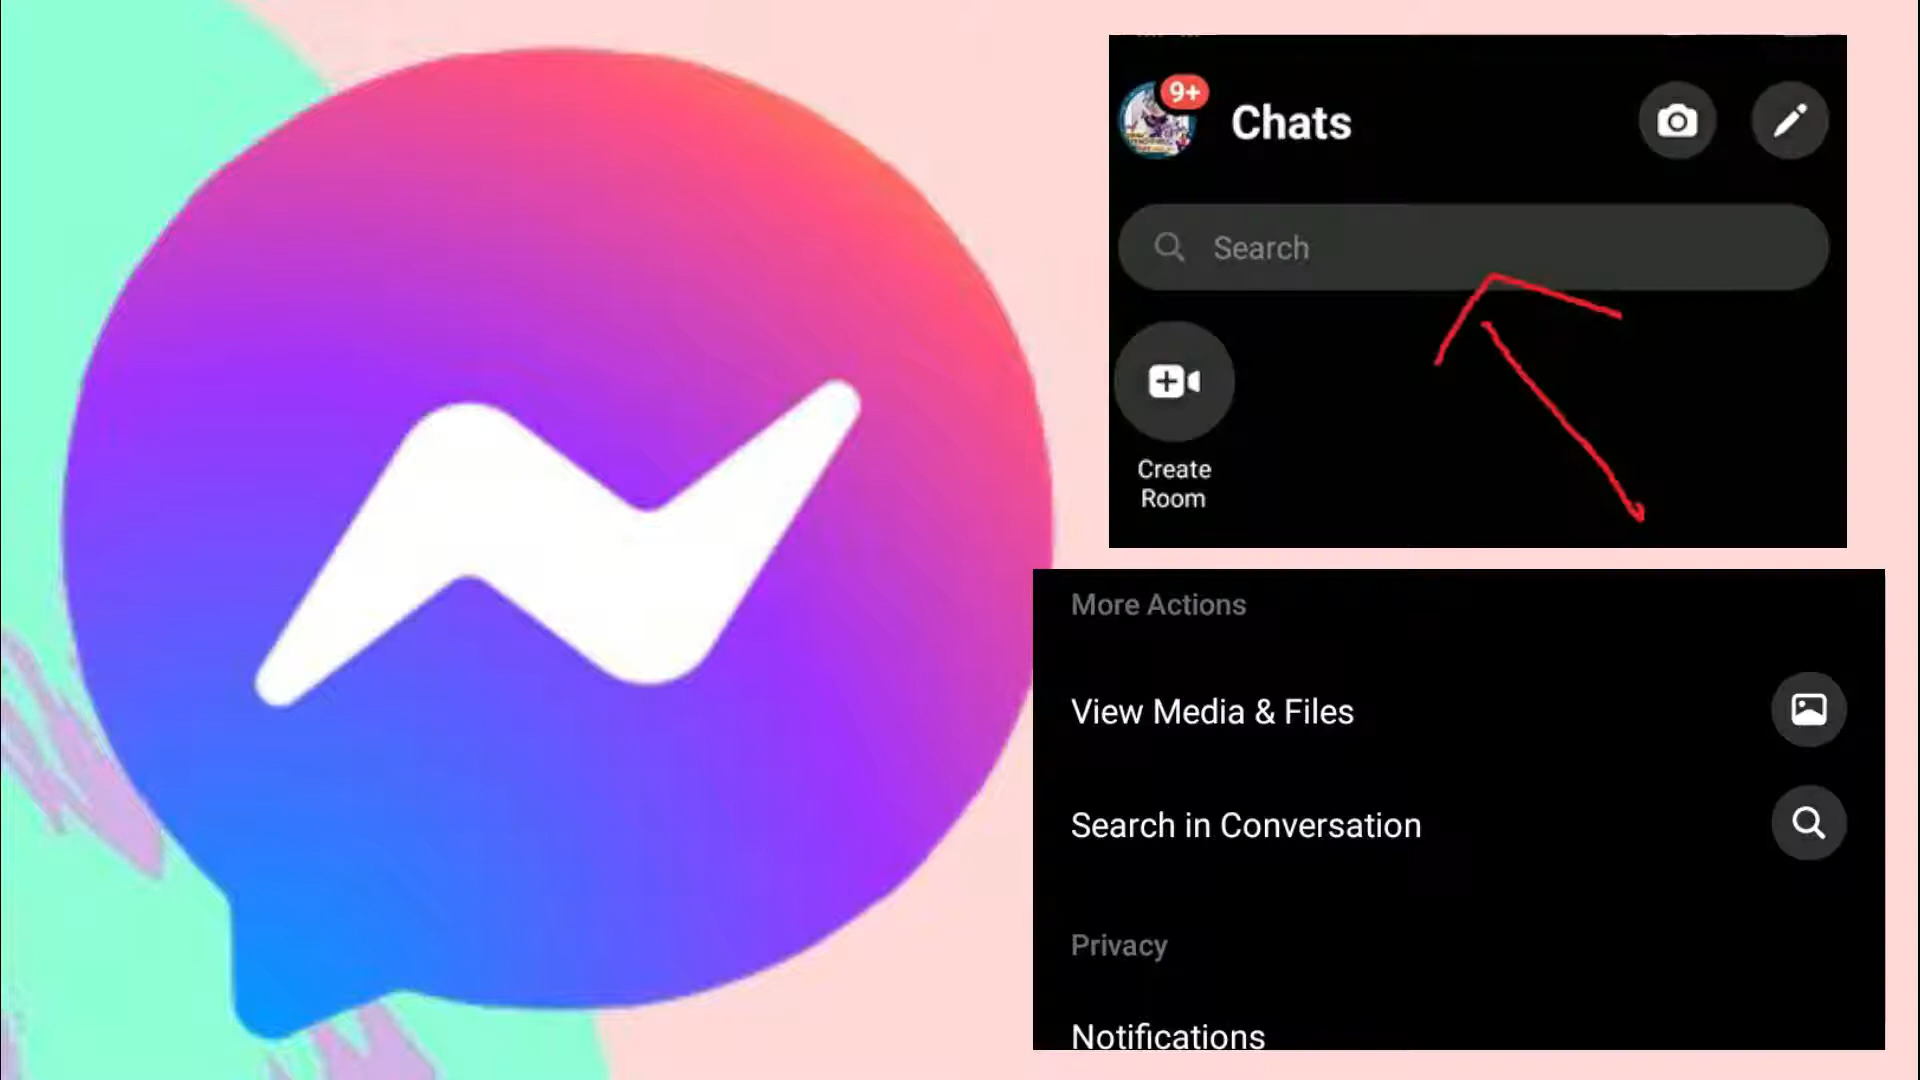 9+
Chats
Search
Create
Room
More Actions
View Media & Files
Search in Conversation
Privacy
Notifications